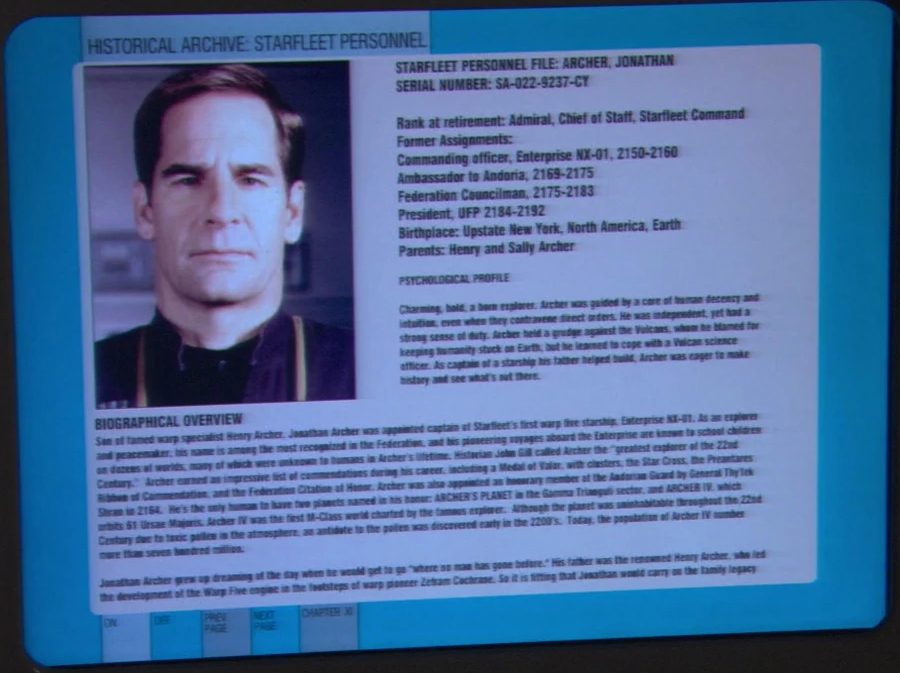 HISTORICAL ARCHIVE: STARFLEET PERSONNEL
STARFLEET PERSONNEL FILE: ARCHER, JONATHAN
SERIAL NUMBER: SA-022-9237-CY
Rank at retirement: Admiral, Chief of Staff, Starfleet Command
Former Assignments:
Commanding officer, Enterprise NX-01, 2150-2160
Ambassador to Andoria, 2169-2175
Federation Councilman, 2175-2183
President, UFP 2184-2192
Birthplace: Upstate New York, North America, Earth
Parents: Henry and Sally Archer
PSYCHOLOGICAL PROFILE
Charming, bold, a born explorer. Archer was guided by a core of human decency and
intuition, even when they contravene direct orders. He was independent, yet had a
strong sense of duty. Archer held a grudge against the Vulcans, whom he blamed for
keeping humanity stuck on Earth, but he learned to cope with a Vulcan science
officer. As captain of a starship his father helped build, Archer was eager to make
history and see what's out there.
BIOGRAPHICAL OVERVIEW
Son of famed warp specialist Henry Archer, Jonathan Archer was appointed captain of Starfleet's first warp five starship, Enterprise NX-01. As an explorer
and peacemaker, his name is among the most recognized in the Federation, and his pioneering voyages aboard the Enterprise are known to school children
on dozens of worlds, many of which were unknown to humans in Archer's lifetime. Historian John Gill called Archer the "greatest explorer of the 22nd
Century." Archer earned an impressive list of commendations during his career, including a Medal of Valor, with clusters, the Star Cross, the Preantares
Ribbon of Commendation, and the Federation Citation of Honor. Archer was also appointed an honorary member of the Andorian Guard by General Thy'lek
Shran in 2164. He's the only human to have two planets named in his honor: ARCHER'S PLANET in the Gamma Trianguli sector, and ARCHER IV, which
orbits 61 Ursae Majoris. Archer IV was the first M-Class world charted by the famous explorer. Although the planet was uninhabitable throughout the 22nd
Century due to toxic pollen in the atmosphere, an antidote to the pollen was discovered early in the 2200's. Today, the population of Archer IV number
more than seven hundred million.
Jonathan Archer grew up dreaming of the day when he would get to go "where no man has gone before." His father was the renowned Henry Archer, who led
the development of the Warp Five engine in the footsteps of warp pioneer Zefram Cochrane. So it is fitting that Jonathan would carry on the family legacy
ON
OFF
PREV
PAGE
NEXT
PAGE
CHAPTER